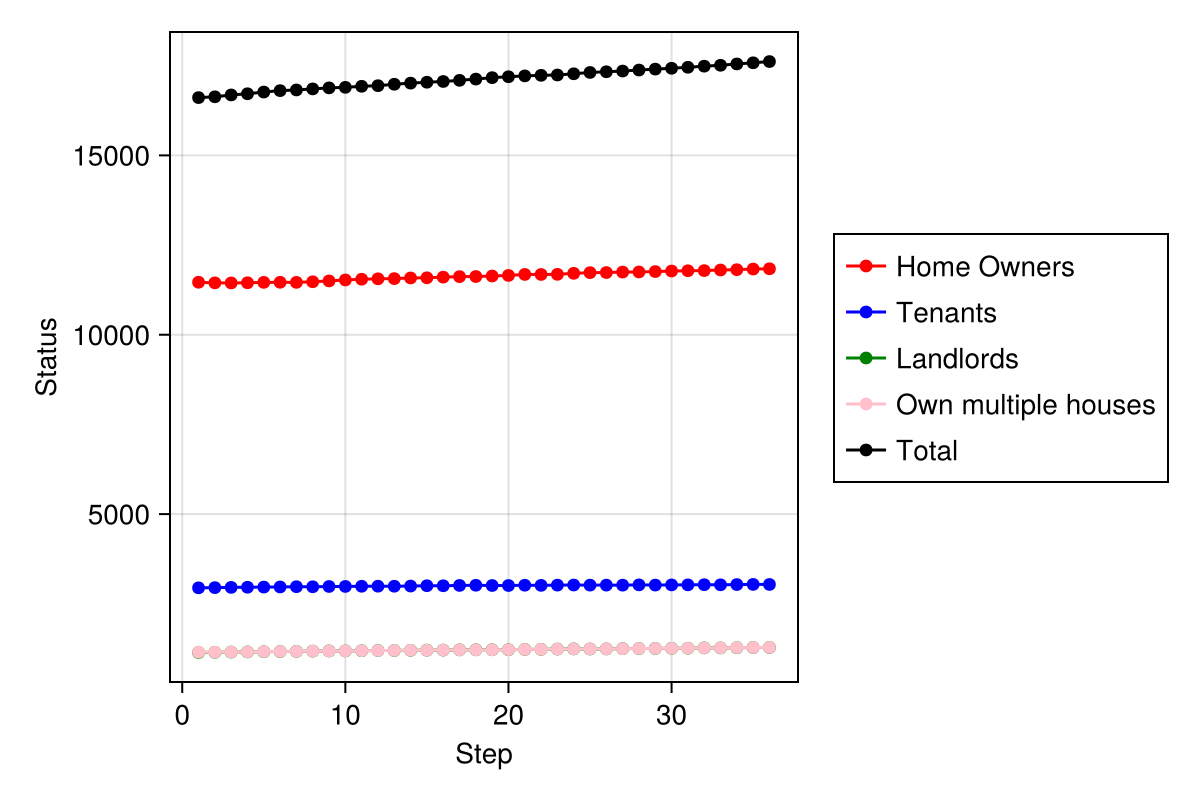 15000
10000
5000
Status
0 10 20 30
Step
Home Owners
Tenants
Landlords
Own multiple houses
Total